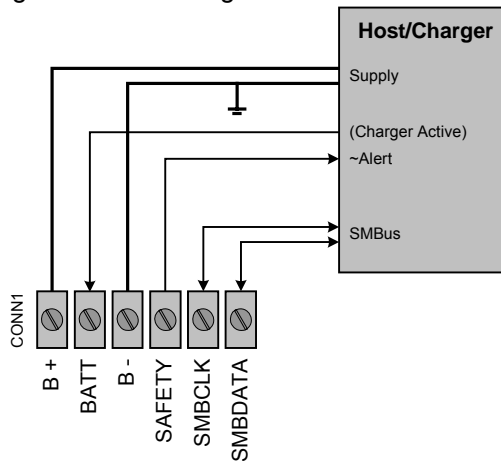 Host/Charger
Supply
(Charger Active)
~Alert
SMBus
CONN1
B +
BATT
B -
SAFETY
SMBCLK
SMBDATA